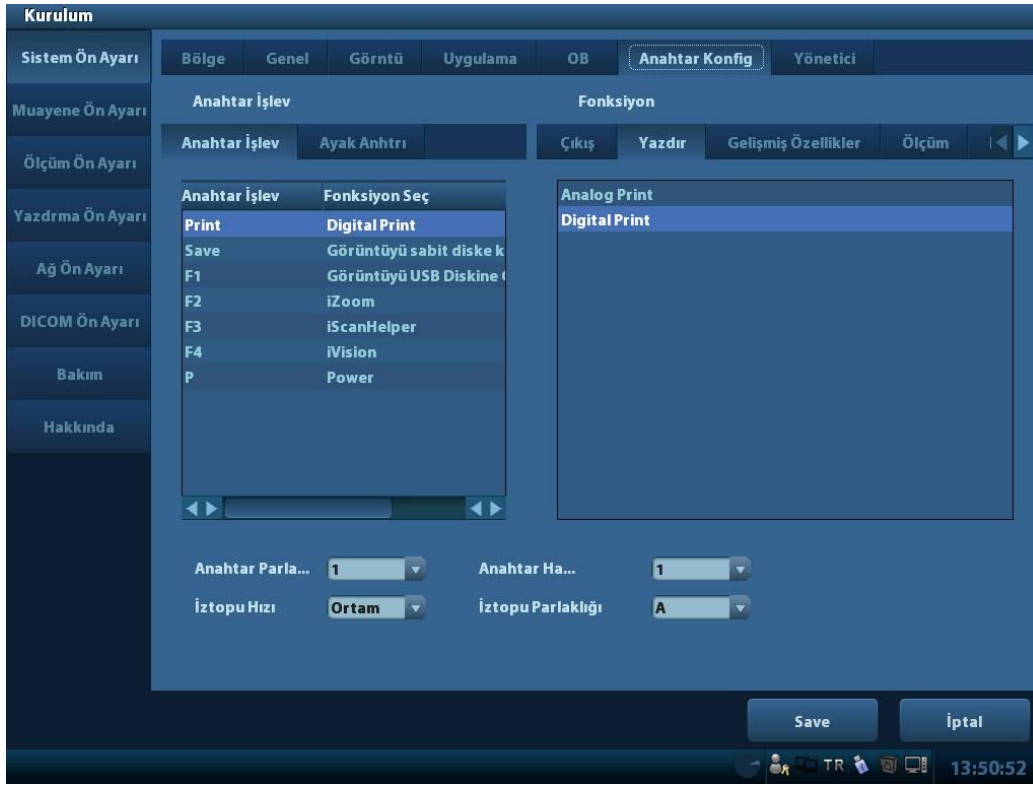 Kurulum
Sistem Ön Ayarı
Muayene Ön Ayarı
Ölçüm Ön Ayarı
Yazdrma Ön Ayarı
Ağ Ön Ayarı
DICOM Ön Ayarı
Bakım
Hakkında
Bölge Genel Görntü Uygulama OB Anahtar Konfig Yönetici
Anahtar İşlev Fonksiyon
Anahtar İşlev Ayak Anhtrı Çıkış Yazdır Gelişmiş Özellikler Ölçüm
Anahtar İşlev Fonksiyon Seç
Print Digital Print
Save Görüntüyü sabit diske k
F1 Görüntüyü USB Diskine
F2 iZoom
F3 iScanHelper
F4 iVision
P Power
Analog Print
Digital Print
Anahtar Parla... 1 Anahtar Ha... 1
İztopu Hızı Ortam İztopu Parlaklığı A
Save İptal
TR 13:50:52